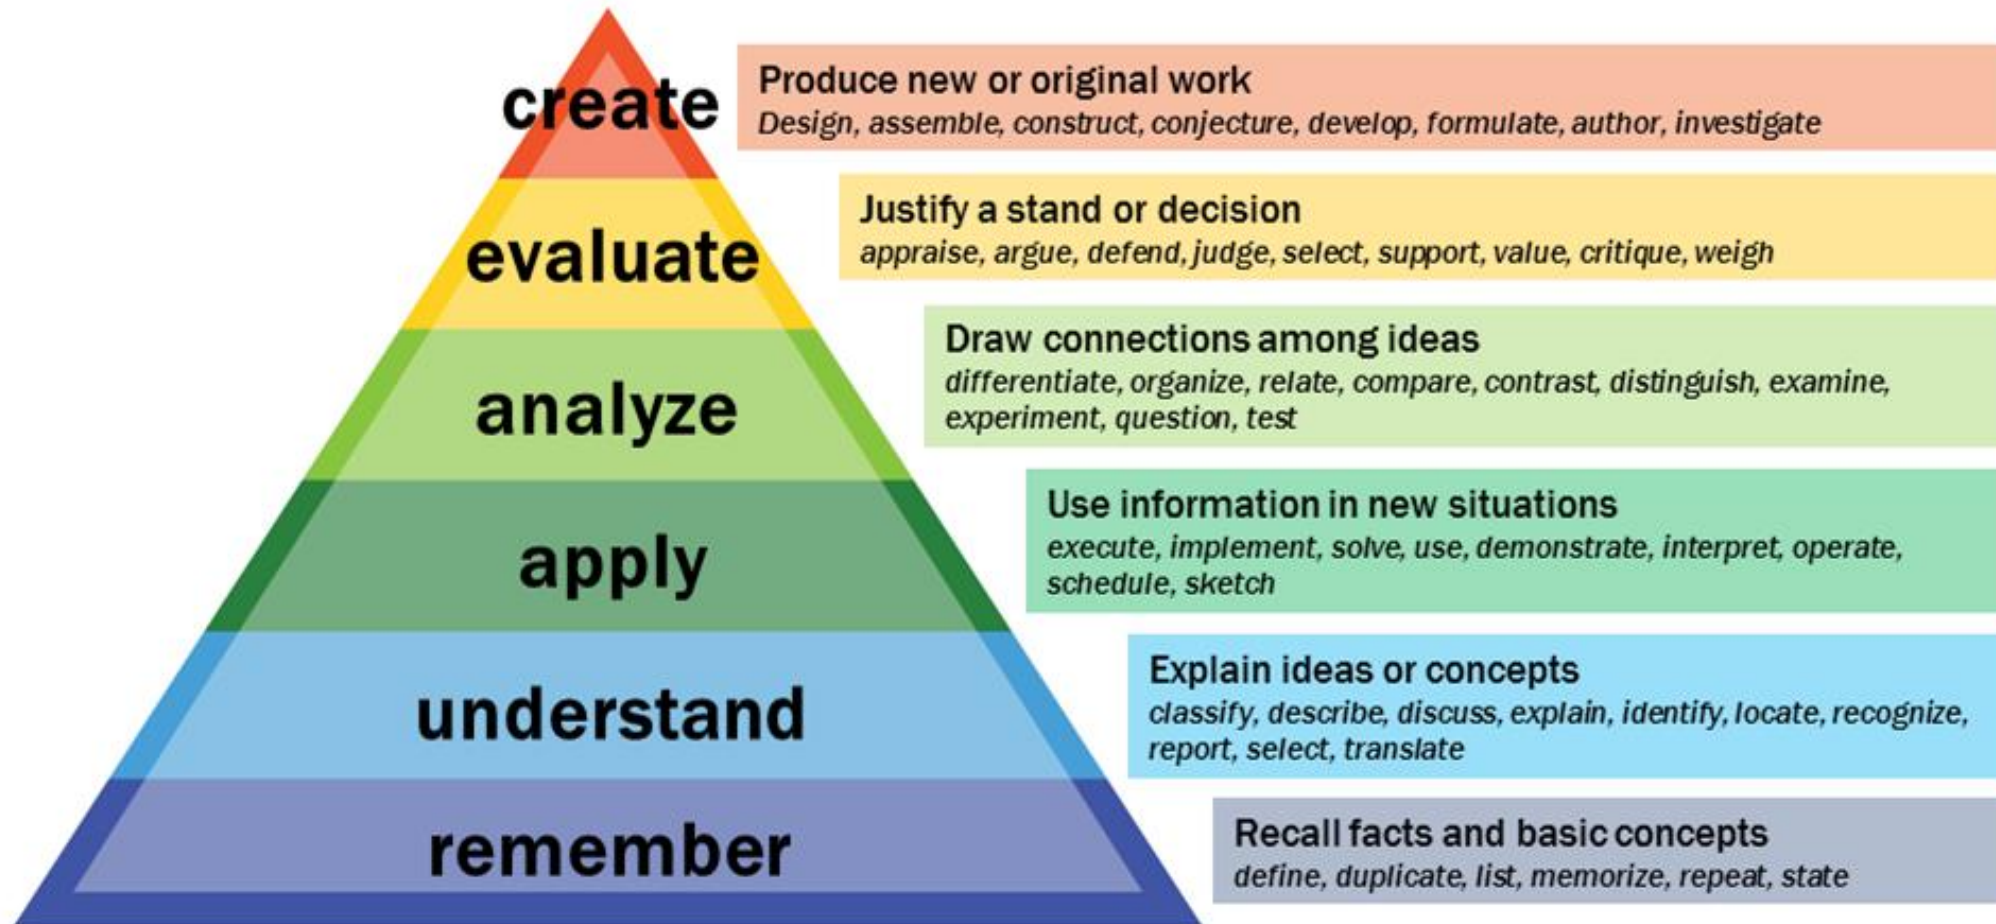 create
Produce new or original work
Design, assemble, construct, conjecture, develop, formulate, author, investigate
evaluate
Justify a stand or decision
appraise, argue, defend, judge, select, support, value, critique, weigh
analyze
Draw connections among ideas
differentiate, organize, relate, compare, contrast, distinguish, examine,
experiment, question, test
apply
Use information in new situations
execute, implement, solve, use, demonstrate, interpret, operate,
schedule, sketch
understand
Explain ideas or concepts
classify, describe, discuss, explain, identify, locate, recognize,
report, select, translate
remember
Recall facts and basic concepts
define, duplicate, list, memorize, repeat, state